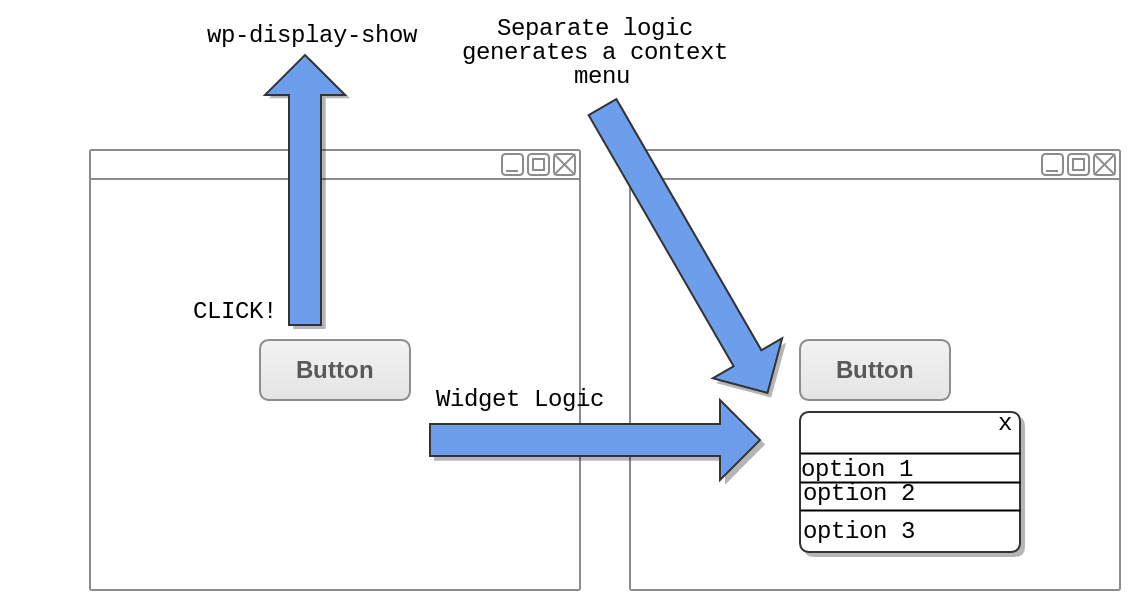 wp-display-show
Separate logic
generates a context
menu
CLICK!
Button
Widget Logic
Button
x
option 1
option 2
option 3